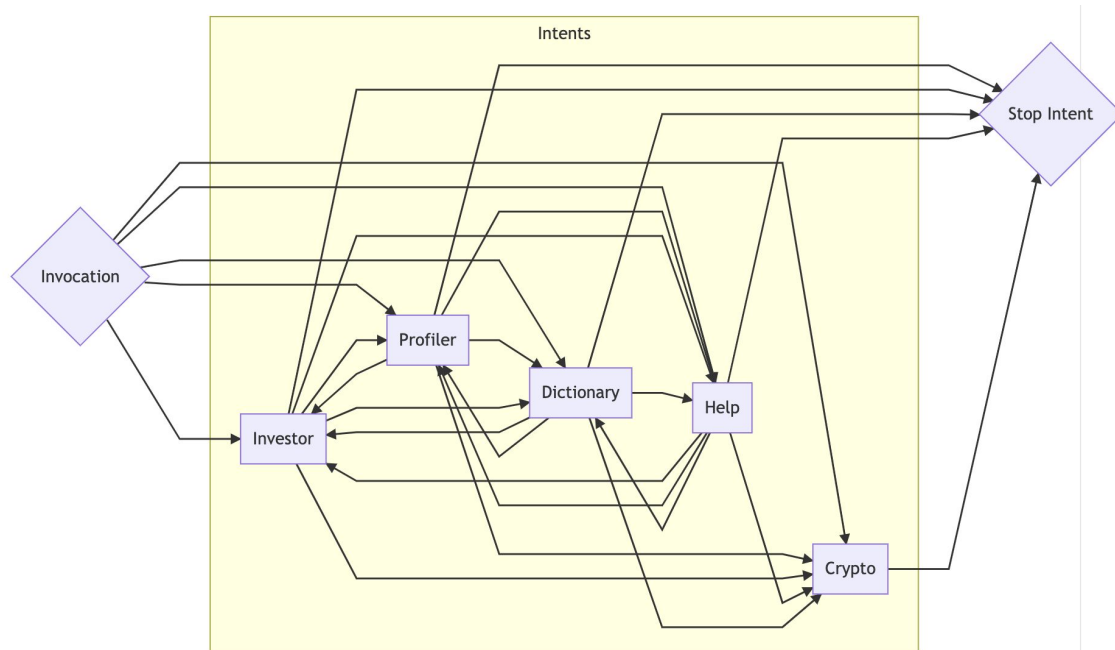 Intents
Stop Intent
Invocation
Profiler
Dictionary
Help
Investor
Crypto